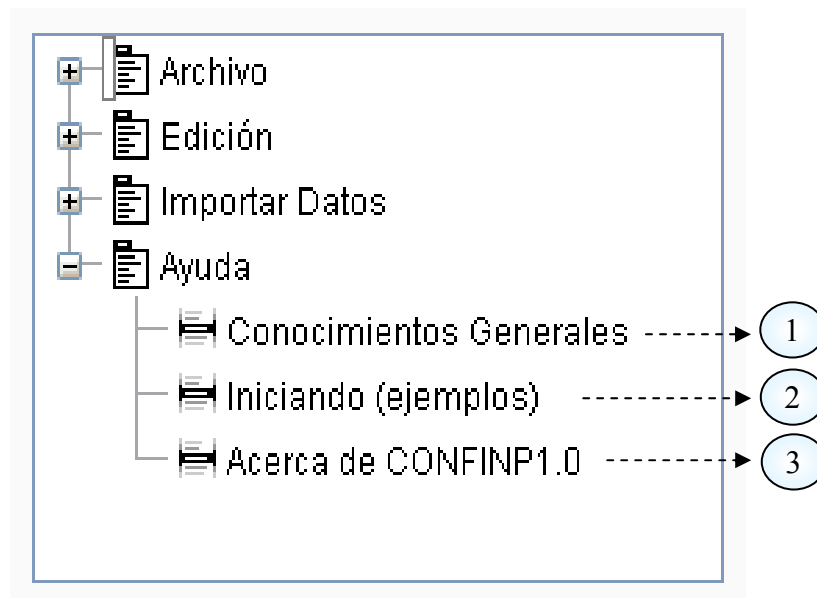 Archivo
Edición
Importar Datos
Ayuda
Conocimientos Generales 1
Iniciando (ejemplos) 2
Acerca de CONFINP1.0 3